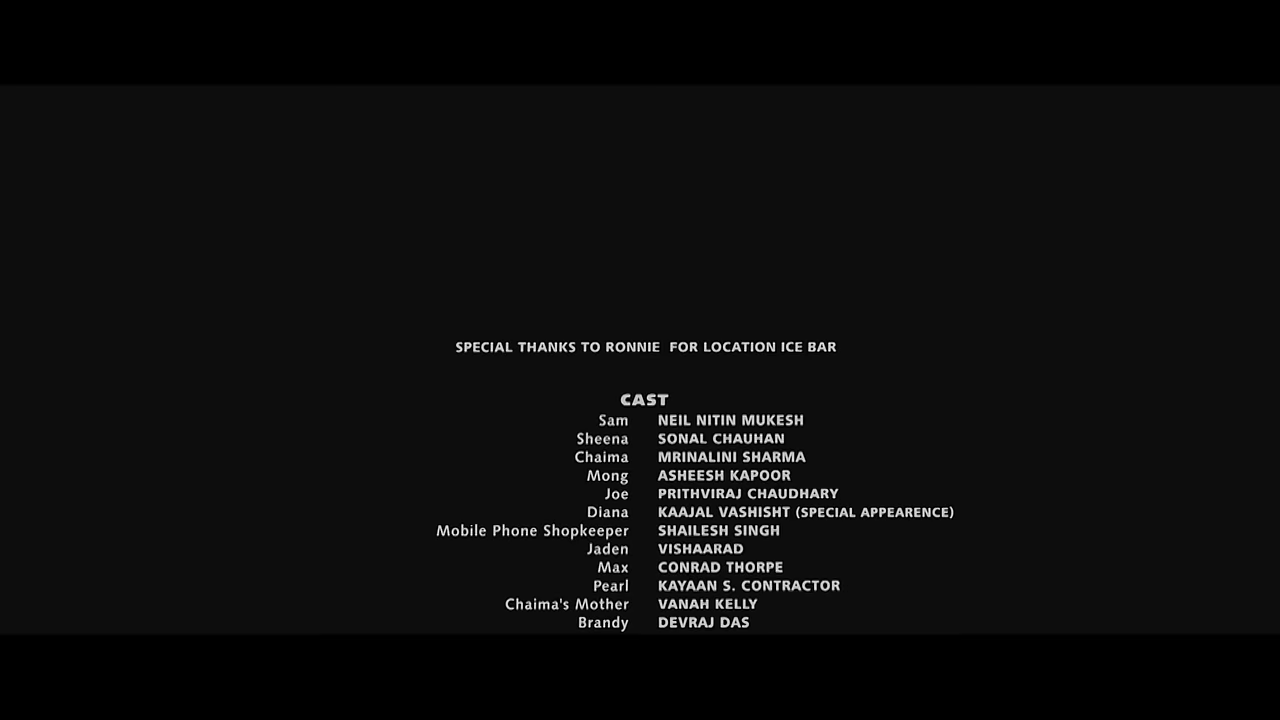 SPECIAL THANKS TO RONNIE FOR LOCATION ICE BAR
CAST
Sam NEIL NITIN MUKESH
Sheena SONAL CHAUHAN
Chaima MRINALINI SHARMA
Mong ASHEESH KAPOOR
Joe PRITHVIRAJ CHAUDHARY
Diana KAAJAL VASHISHT (SPECIAL APPEARENCE)
Mobile Phone Shopkeeper SHAILESH SINGH
Jaden VISHAARAD
Max CONRAD THORPE
Pearl KAYAAN S. CONTRACTOR
Chaima's Mother VANAH KELLY
Brandy DEVRAJ DAS